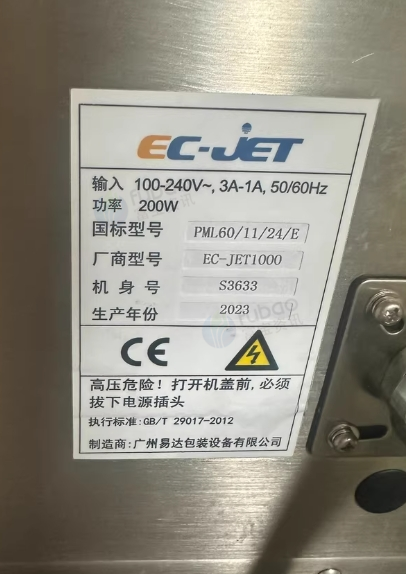 EC-JET
输入 100-240V~, 3A-1A, 50/60Hz
功率 200W
国标型号 PML60/11/24/E
厂商型号 EC-JET1000
机身号 S3633
生产年份 2023
CE
高压危险！打开机盖前，必须
拔下电源插头
执行标准:GB/T 29017-2012
制造商:广州易达包装设备有限公司